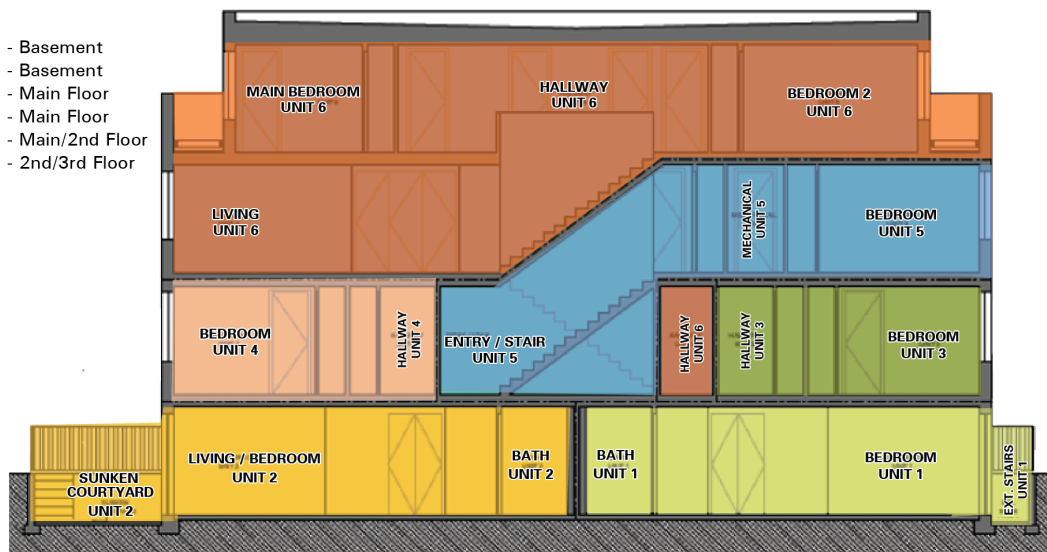 - Basement
- Basement
- Main Floor
- Main Floor
- Main/2nd Floor
- 2nd/3rd Floor
MAIN BEDROOM
UNIT 6
HALLWAY
UNIT 6
BEDROOM 2
UNIT 6
LIVING
UNIT 6
MECHANICAL
UNIT 5
BEDROOM
UNIT 5
BEDROOM
UNIT 4
HALLWAY
UNIT 4
ENTRY / STAIR
UNIT 5
HALLWAY
UNIT 6
HALLWAY
UNIT 3
BEDROOM
UNIT 3
SUNKEN
COURTYARD
UNIT 2
LIVING / BEDROOM
UNIT 2
BATH
UNIT 2
BATH
UNIT 1
BEDROOM
UNIT 1
EXT. STAIRS
UNIT 1